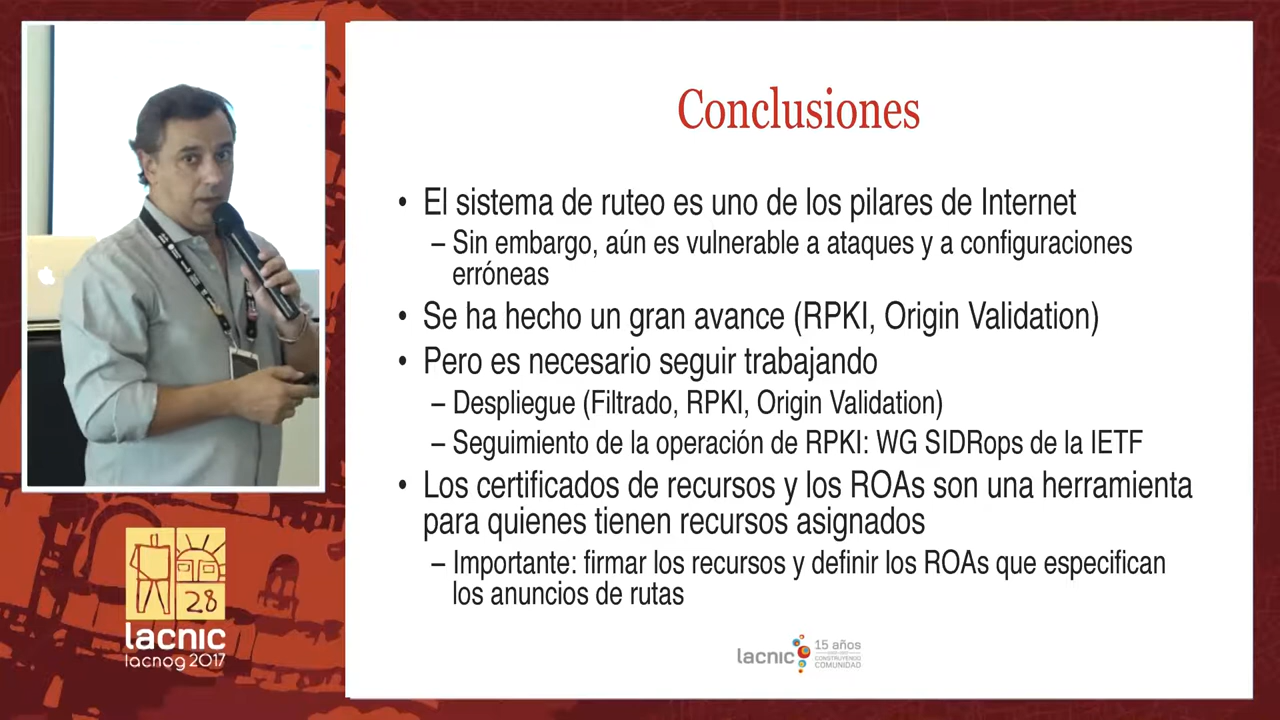 Conclusiones
• El sistema de ruteo es uno de los pilares de Internet
– Sin embargo, aún es vulnerable a ataques y a configuraciones
erróneas
• Se ha hecho un gran avance (RPKI, Origin Validation)
• Pero es necesario seguir trabajando
– Despliegue (Filtrado, RPKI, Origin Validation)
– Seguimiento de la operación de RPKI: WG SIDRops de la IETF
• Los certificados de recursos y los ROAs son una herramienta
para quienes tienen recursos asignados
– Importante: firmar los recursos y definir los ROAs que especifican
los anuncios de rutas
28
lacnic
lacnog 2017
lacnic
15 años
CONSTRUYENDO
COMUNIDAD